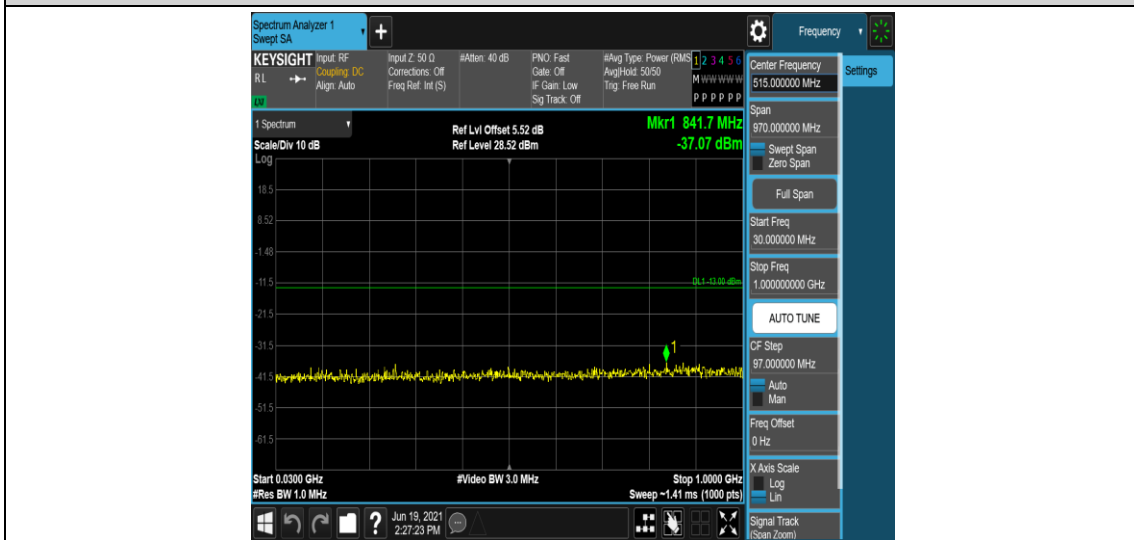 Spectrum Analyzer 1
Swept SA
+
Frequency
KEYSIGHT
RL
Input: RF
Coupling: DC
Align: Auto
Input Z: 50 Ω
Corrections: Off
Freq Ref: Int (S)
#Atten: 40 dB
PNO: Fast
Gate: Off
IF Gain: Low
Sig Track: Off
#Avg Type: Power (RMS
Avg|Hold: 50/50
Trig: Free Run
1 2 3 4 5 6
M W W W W W
P P P P P P
1 Spectrum
Scale/Div 10 dB
Log
Ref Lvl Offset 5.52 dB
Ref Level 28.52 dBm
Mkr1 841.7 MHz
-37.07 dBm
18.5
8.52
-1.48
-11.5
DL1 -13.00 dBm
-21.5
-31.5
1
-41.5
-51.5
-61.5
Start 0.0300 GHz
#Video BW 3.0 MHz
Stop 1.0000 GHz
#Res BW 1.0 MHz
Sweep ~1.41 ms (1000 pts)
?
Jun 19, 2021
2:27:23 PM
Center Frequency
515.000000 MHz
Settings
Span
970.000000 MHz
Swept Span
Zero Span
Full Span
Start Freq
30.000000 MHz
Stop Freq
1.000000000 GHz
AUTO TUNE
CF Step
97.000000 MHz
Auto
Man
Freq Offset
0 Hz
X Axis Scale
Log
Lin
Signal Track
(Span Zoom)